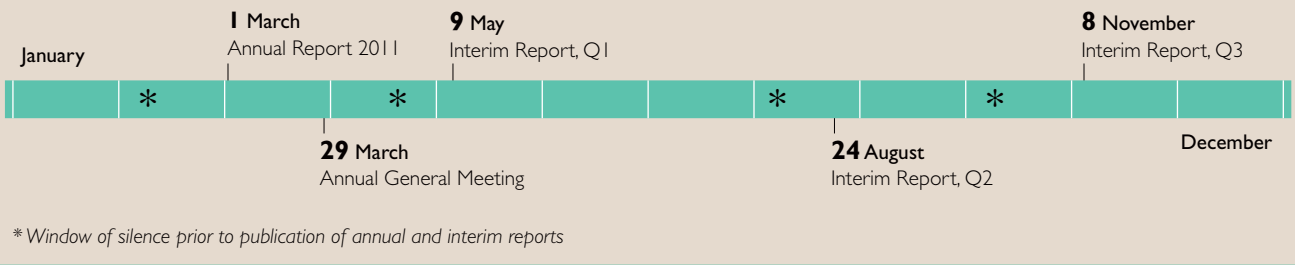 January
1 March
Annual Report 2011
9 May
Interim Report, Q1
8 November
Interim Report, Q3
* * * *
29 March
Annual General Meeting
24 August
Interim Report, Q2
December
* Window of silence prior to publication of annual and interim reports